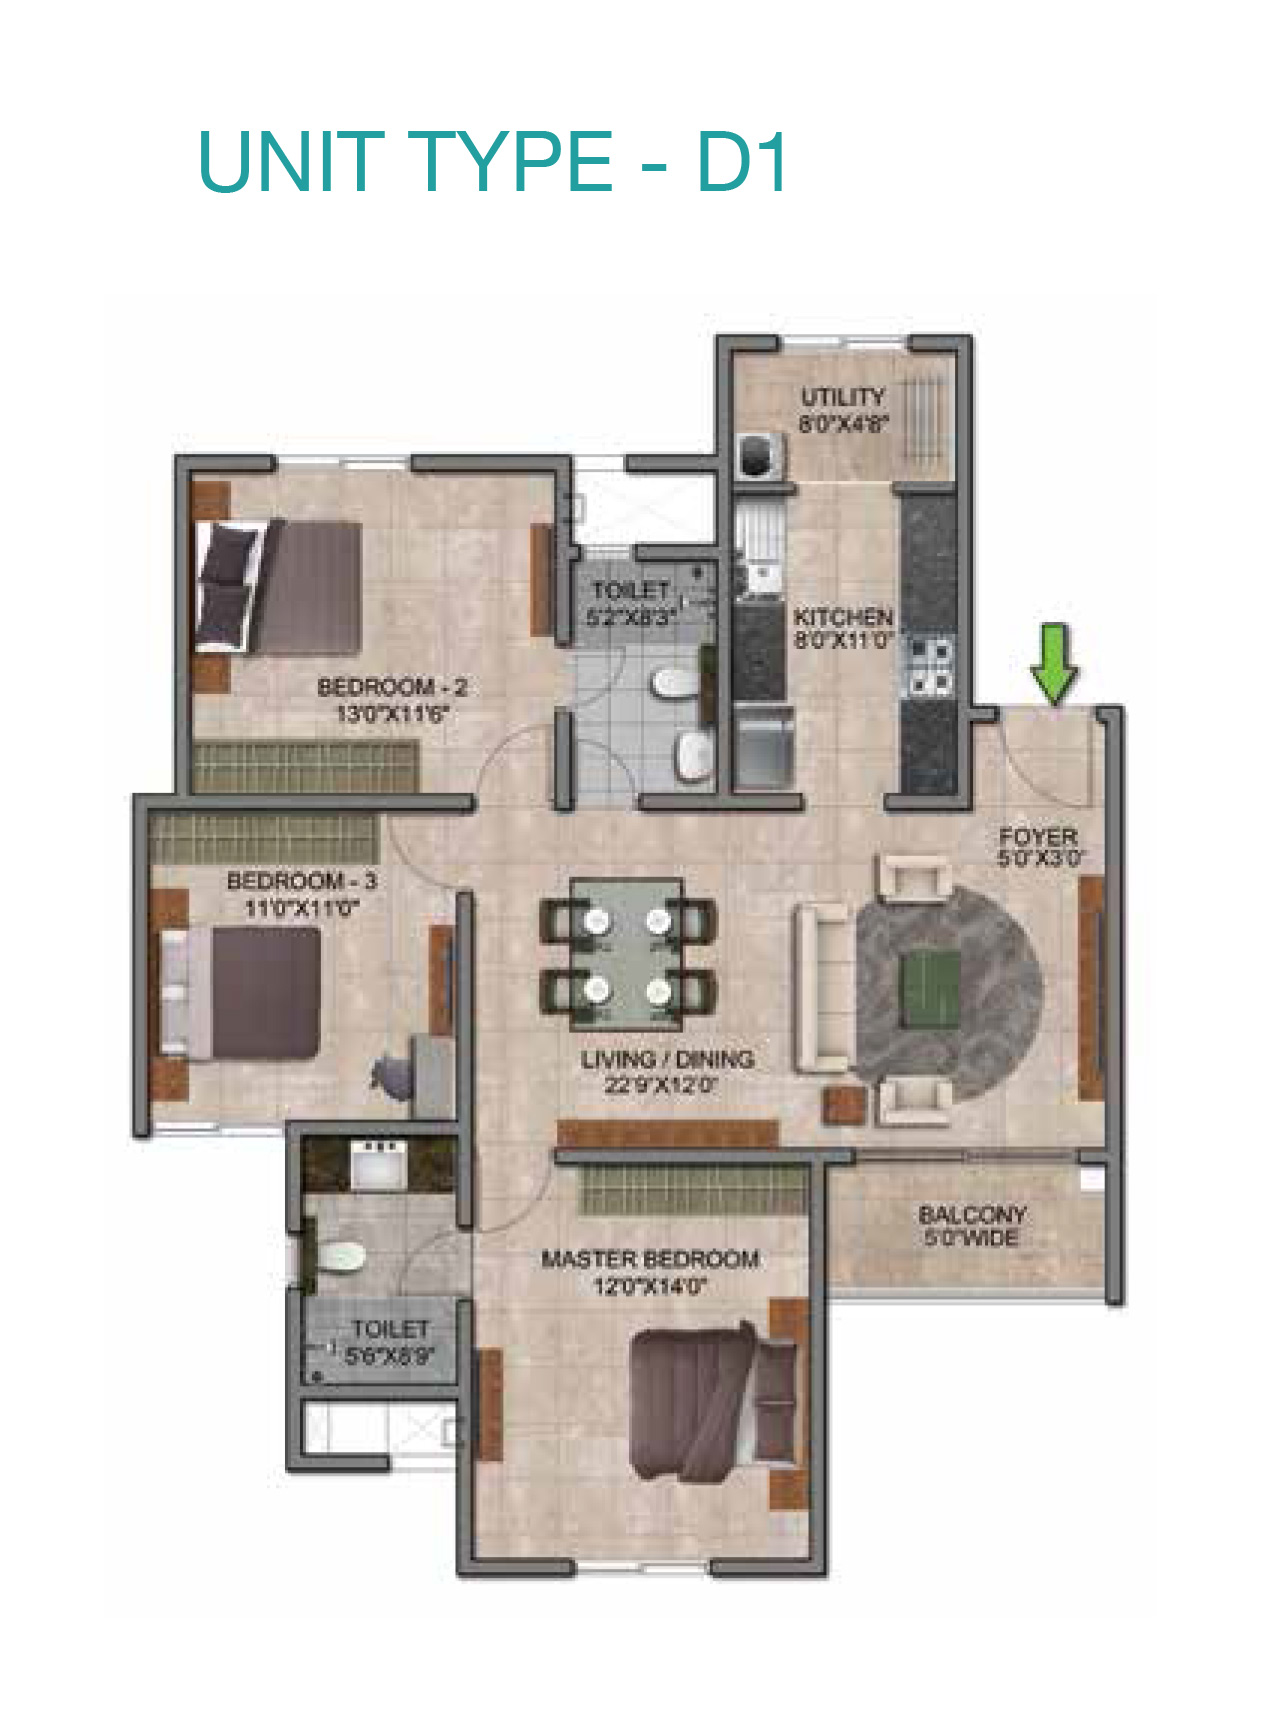 UNIT TYPE - D1
UTILITY
8'0"X4'8"
TOILET
5'2"X8'3"
KITCHEN
8'0"X11'0"
BEDROOM - 2
13'0"X11'6"
FOYER
5'0"X3'0"
BEDROOM - 3
11'0"X11'0"
LIVING / DINING
22'9"X12'0"
BALCONY
5'0"WIDE
MASTER BEDROOM
12'0"X14'0"
TOILET
5'6"X8'9"